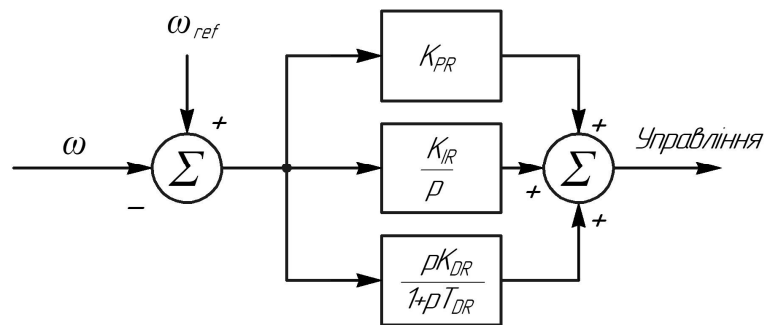 ω_ref
K_PR
+
+
ω
Σ
K_IR
p
Σ
Управління
−
+
+
pK_DR
1+pT_DR